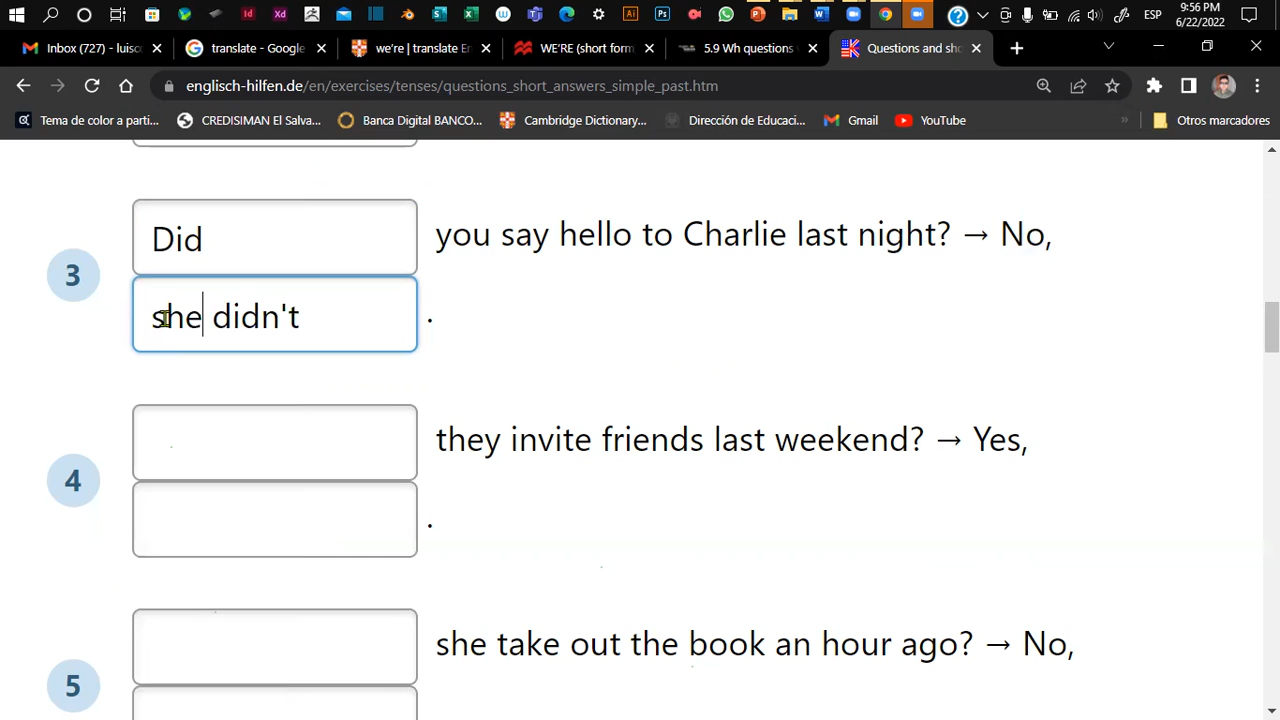 9:56 PM
ESP
6/22/2022
Inbox (727) - luisc
translate - Google
we're | translate En
WE'RE (short form
5.9 Wh questions
Questions and sho
englisch-hilfen.de/en/exercises/tenses/questions_short_answers_simple_past.htm
Tema de color a parti...
CREDISIMAN El Salva...
Banca Digital BANCO...
Cambridge Dictionary...
Dirección de Educaci...
Gmail
YouTube
Otros marcadores
3
Did you say hello to Charlie last night? → No,
she didn't .
4
they invite friends last weekend? → Yes,
.
5
she take out the book an hour ago? → No,